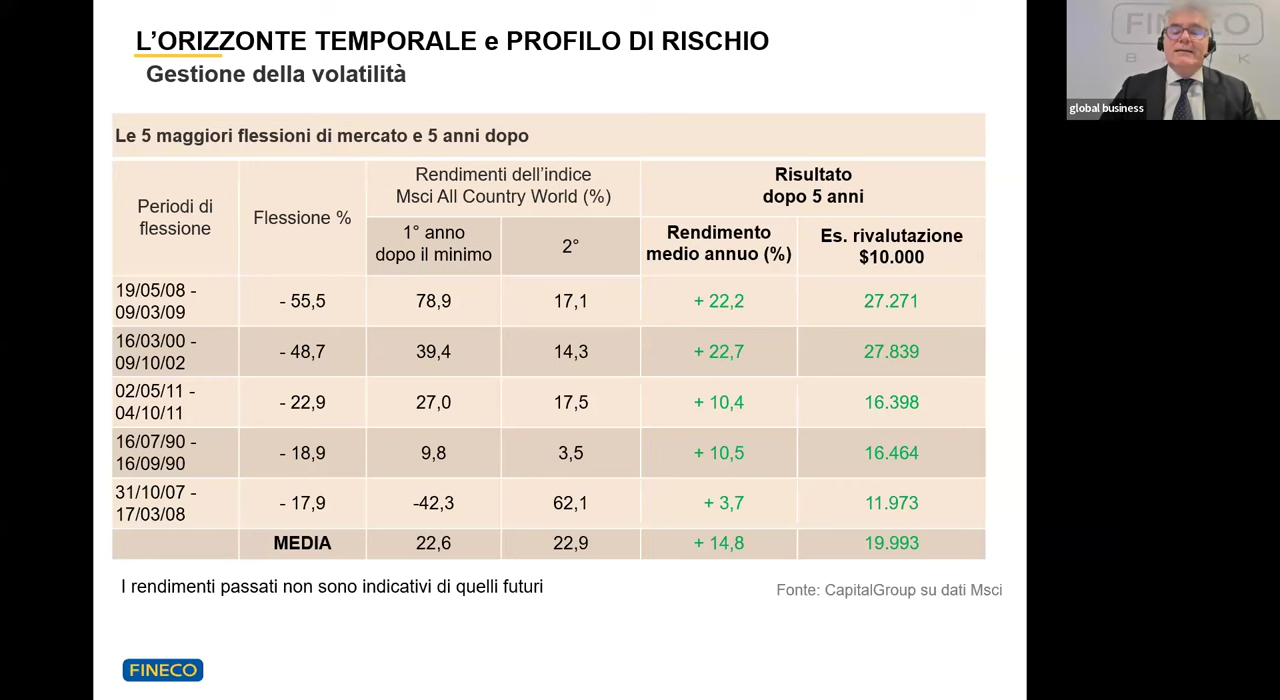 L'ORIZZONTE TEMPORALE e PROFILO DI RISCHIO
Gestione della volatilità
Le 5 maggiori flessioni di mercato e 5 anni dopo
Periodi di
flessione
Flessione %
Rendimenti dell'indice
Msci All Country World (%)
1° anno
dopo il minimo
2°
Risultato
dopo 5 anni
Rendimento
medio annuo (%)
Es. rivalutazione
$10.000
19/05/08 -
09/03/09
- 55,5
78,9
17,1
+ 22,2
27.271
16/03/00 -
09/10/02
- 48,7
39,4
14,3
+ 22,7
27.839
02/05/11 -
04/10/11
- 22,9
27,0
17,5
+ 10,4
16.398
16/07/90 -
16/09/90
- 18,9
9,8
3,5
+ 10,5
16.464
31/10/07 -
17/03/08
- 17,9
-42,3
62,1
+ 3,7
11.973
MEDIA
22,6
22,9
+ 14,8
19.993
I rendimenti passati non sono indicativi di quelli futuri
Fonte: CapitalGroup su dati Msci
FINECO
global business